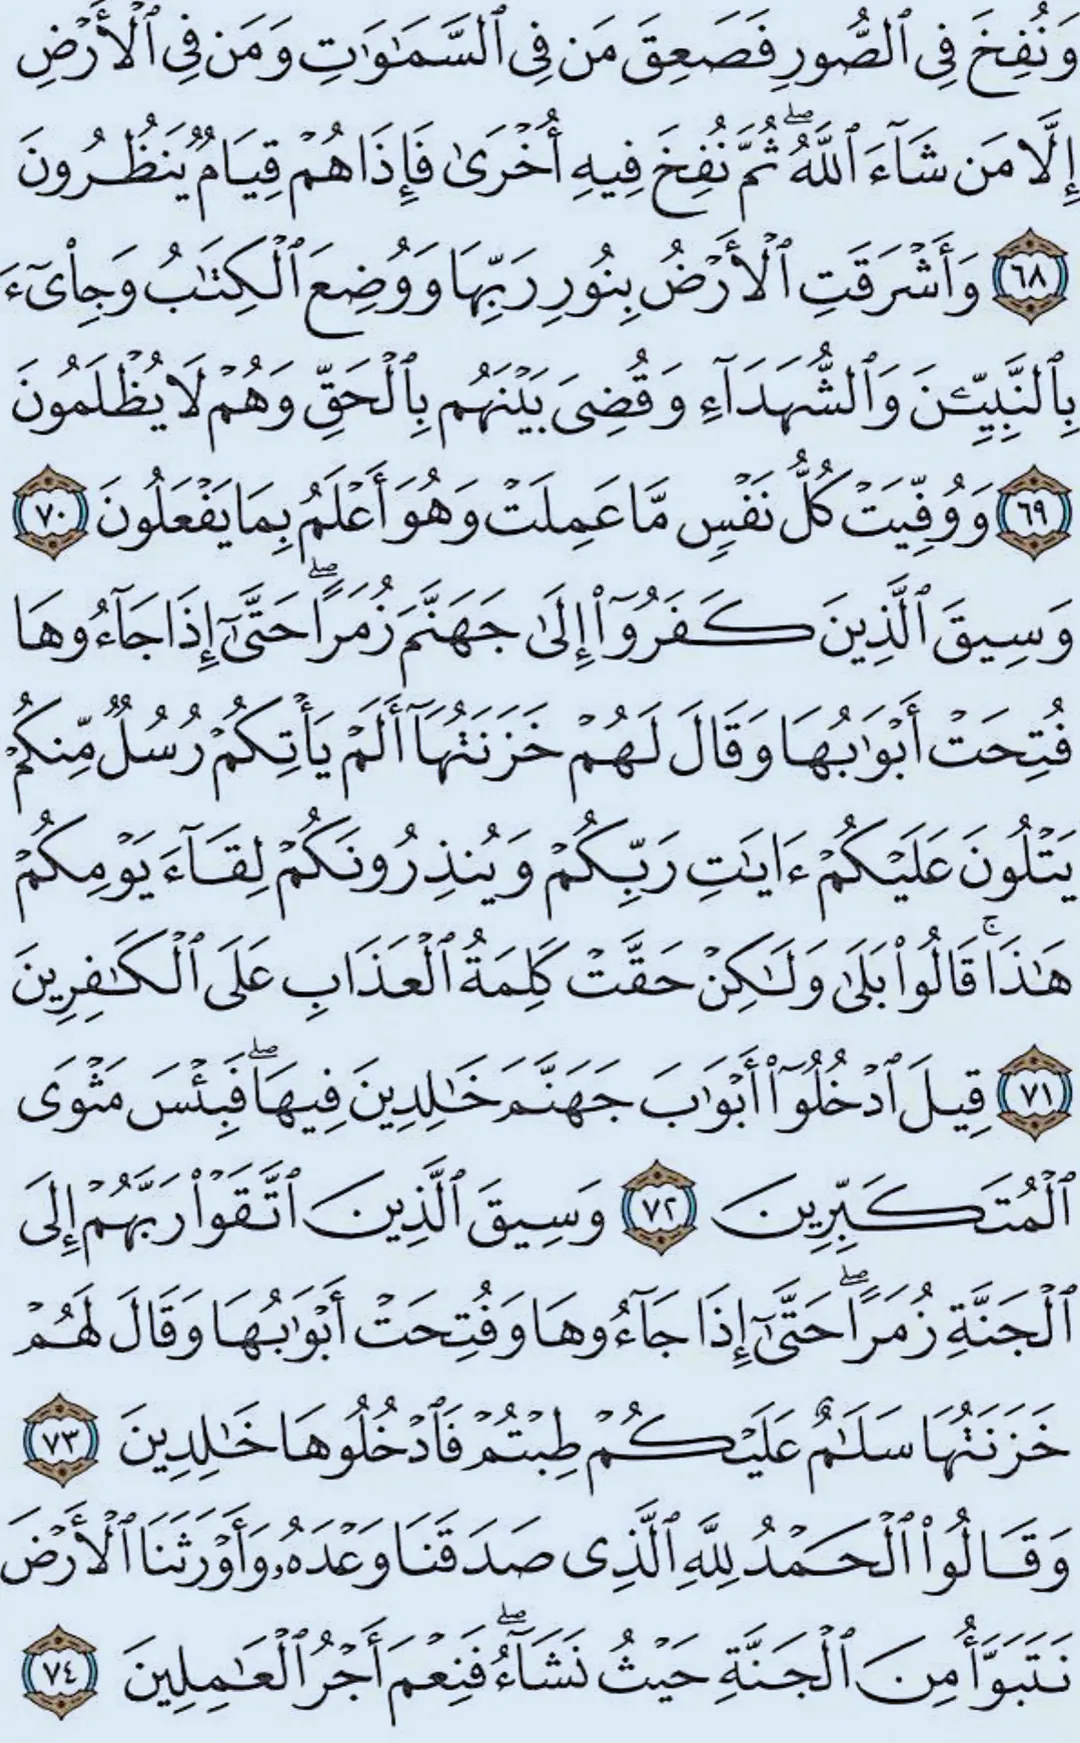 وَنُفِخَ فِي ٱلصُّورِ فَصَعِقَ مَن فِي ٱلسَّمَٰوَٰتِ وَمَن فِي ٱلۡأَرۡضِ
إِلَّا مَن شَآءَ ٱللَّهُۖ ثُمَّ نُفِخَ فِيهِ أُخۡرَىٰ فَإِذَا هُمۡ قِيَامٞ يَنظُرُونَ
٦٨ وَأَشۡرَقَتِ ٱلۡأَرۡضُ بِنُورِ رَبِّهَا وَوُضِعَ ٱلۡكِتَٰبُ وَجِاْيٓءَ
بِٱلنَّبِيِّـۧنَ وَٱلشُّهَدَآءِ وَقُضِيَ بَيۡنَهُم بِٱلۡحَقِّ وَهُمۡ لَا يُظۡلَمُونَ
٦٩ وَوُفِّيَتۡ كُلُّ نَفۡسٖ مَّا عَمِلَتۡ وَهُوَ أَعۡلَمُ بِمَا يَفۡعَلُونَ ٧٠
وَسِيقَ ٱلَّذِينَ كَفَرُوٓاْ إِلَىٰ جَهَنَّمَ زُمَرًاۖ حَتَّىٰٓ إِذَا جَآءُوهَا
فُتِحَتۡ أَبۡوَٰبُهَا وَقَالَ لَهُمۡ خَزَنَتُهَآ أَلَمۡ يَأۡتِكُمۡ رُسُلٞ مِّنكُمۡ
يَتۡلُونَ عَلَيۡكُمۡ ءَايَٰتِ رَبِّكُمۡ وَيُنذِرُونَكُمۡ لِقَآءَ يَوۡمِكُمۡ
هَٰذَاۚ قَالُواْ بَلَىٰ وَلَٰكِنۡ حَقَّتۡ كَلِمَةُ ٱلۡعَذَابِ عَلَى ٱلۡكَٰفِرِينَ
٧١ قِيلَ ٱدۡخُلُوٓاْ أَبۡوَٰبَ جَهَنَّمَ خَٰلِدِينَ فِيهَاۖ فَبِئۡسَ مَثۡوَى
ٱلۡمُتَكَبِّرِينَ ٧٢ وَسِيقَ ٱلَّذِينَ ٱتَّقَوۡاْ رَبَّهُمۡ إِلَى
ٱلۡجَنَّةِ زُمَرًاۖ حَتَّىٰٓ إِذَا جَآءُوهَا وَفُتِحَتۡ أَبۡوَٰبُهَا وَقَالَ لَهُمۡ
خَزَنَتُهَا سَلَٰمٌ عَلَيۡكُمۡ طِبۡتُمۡ فَٱدۡخُلُوهَا خَٰلِدِينَ ٧٣
وَقَالُواْ ٱلۡحَمۡدُ لِلَّهِ ٱلَّذِي صَدَقَنَا وَعۡدَهُۥ وَأَوۡرَثَنَا ٱلۡأَرۡضَ
نَتَبَوَّأُ مِنَ ٱلۡجَنَّةِ حَيۡثُ نَشَآءُۖ فَنِعۡمَ أَجۡرُ ٱلۡعَٰمِلِينَ ٧٤